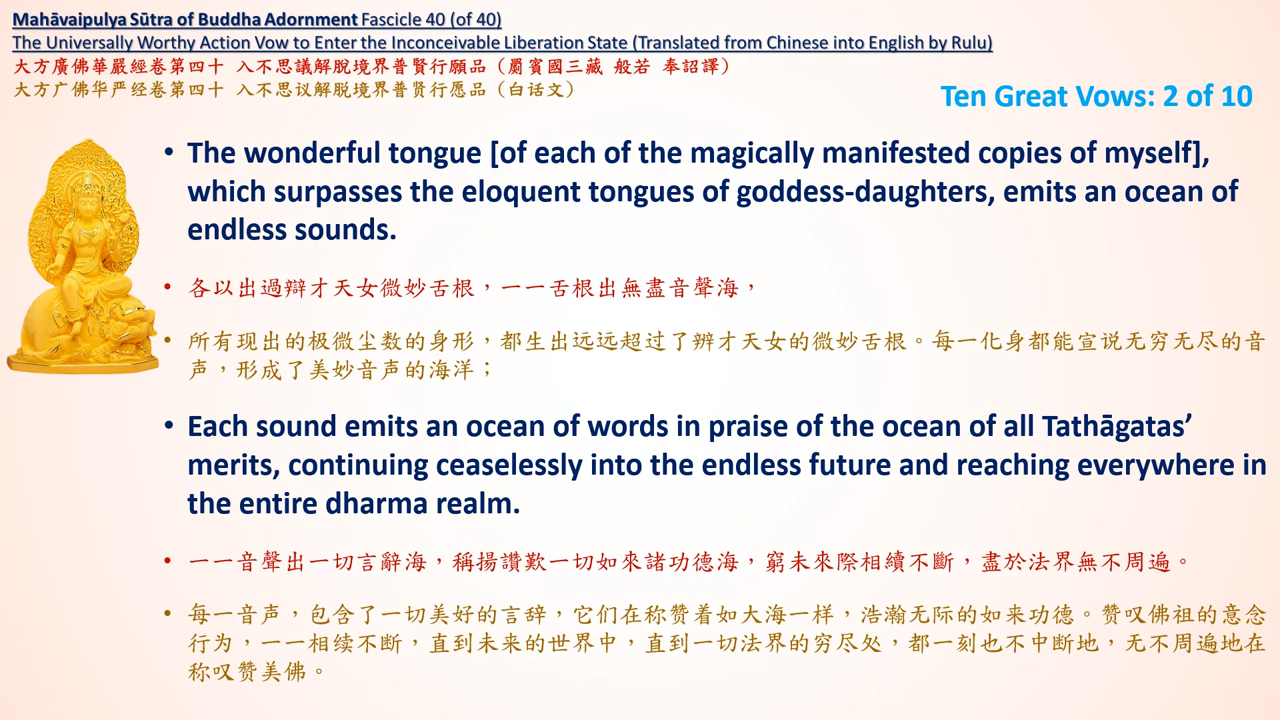 Mahāvaipulya Sūtra of Buddha Adornment Fascicle 40 (of 40)
The Universally Worthy Action Vow to Enter the Inconceivable Liberation State (Translated from Chinese into English by Rulu)
大方廣佛華嚴經卷第四十 入不思議解脫境界普賢行願品（罽賓國三藏 般若 奉詔譯）
大方广佛华严经卷第四十 入不思议解脱境界普贤行愿品（白话文）
Ten Great Vows: 2 of 10
• The wonderful tongue [of each of the magically manifested copies of myself],
which surpasses the eloquent tongues of goddess-daughters, emits an ocean of
endless sounds.
• 各以出過辯才天女微妙舌根，一一舌根出無盡音聲海，
• 所有现出的极微尘数的身形，都生出远远超过了辨才天女的微妙舌根。每一化身都能宣说无穷无尽的音
声，形成了美妙音声的海洋；
• Each sound emits an ocean of words in praise of the ocean of all Tathāgatas’
merits, continuing ceaselessly into the endless future and reaching everywhere in
the entire dharma realm.
• 一一音聲出一切言辭海，稱揚讚歎一切如來諸功德海，窮未來際相續不斷，盡於法界無不周遍。
• 每一音声，包含了一切美好的言辞，它们在称赞着如大海一样，浩瀚无际的如来功德。赞叹佛祖的意念
行为，一一相续不断，直到未来的世界中，直到一切法界的穷尽处，都一刻也不中断地，无不周遍地在
称叹赞美佛。